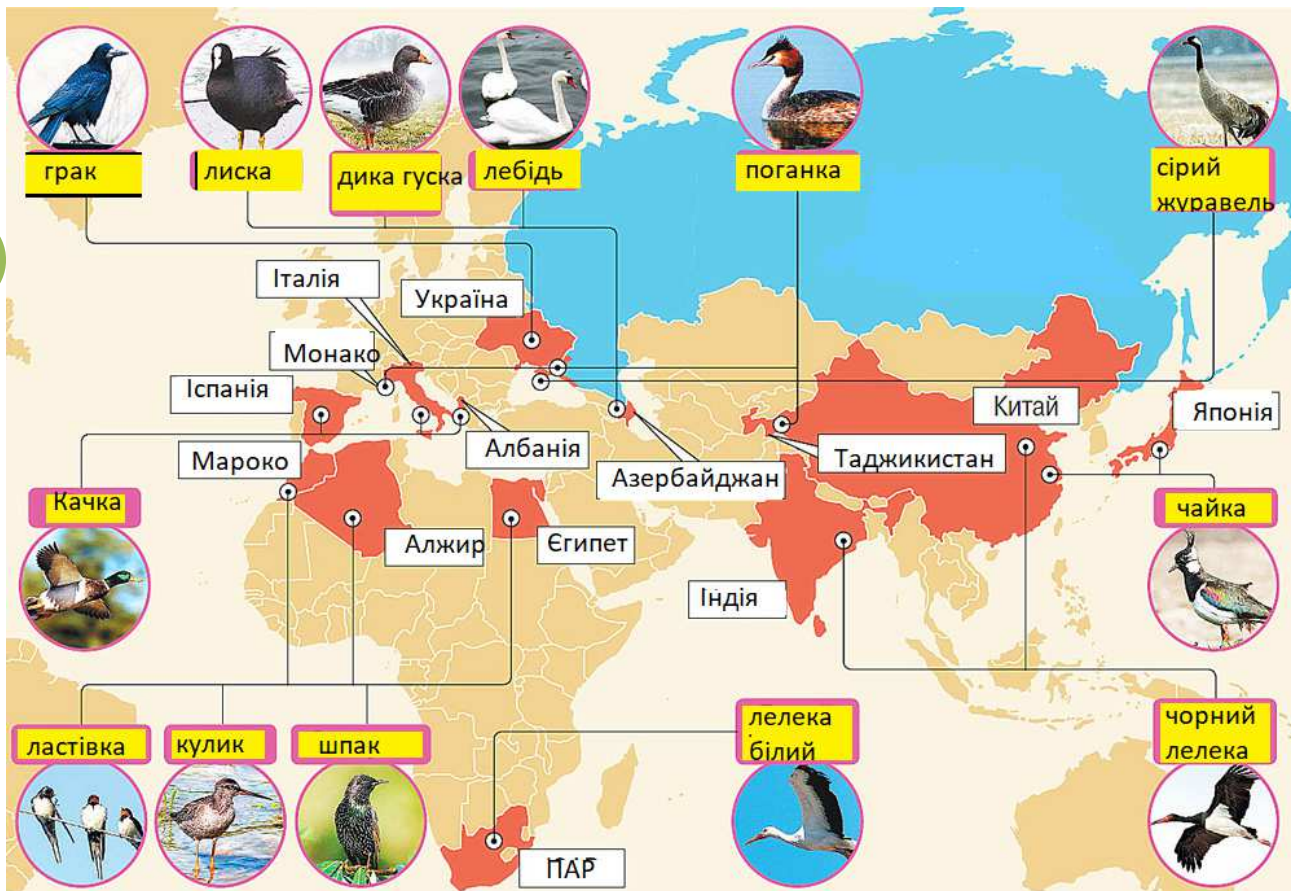 грак
лиска
дика гуска
лебідь
поганка
сірий
журавель
Італія
Україна
Монако
Іспанія
Китай
Японія
Албанія
Мароко
Таджикистан
Азербайджан
Качка
чайка
Алжир
Єгипет
Індія
ластівка
кулик
шпак
лелека
білий
чорний
лелека
ПАР